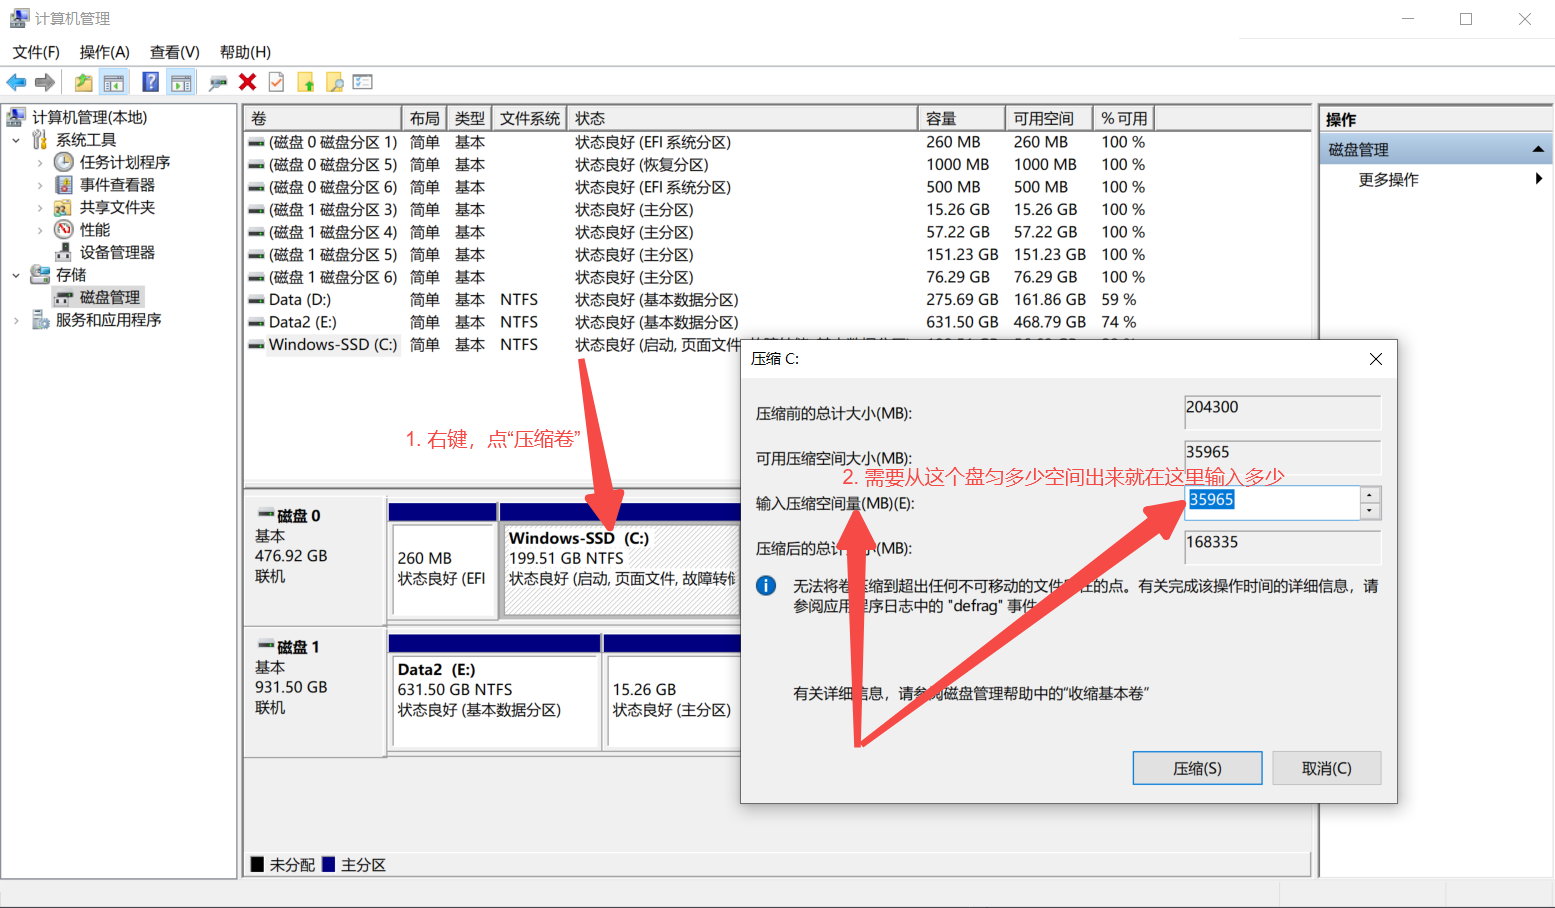 计算机管理
文件(F) 操作(A) 查看(V) 帮助(H)
计算机管理(本地)
系统工具
任务计划程序
事件查看器
共享文件夹
性能
设备管理器
存储
磁盘管理
服务和应用程序
卷 布局 类型 文件系统 状态 容量 可用空间 % 可用
(磁盘 0 磁盘分区 1) 简单 基本 状态良好 (EFI 系统分区) 260 MB 260 MB 100 %
(磁盘 0 磁盘分区 5) 简单 基本 状态良好 (恢复分区) 1000 MB 1000 MB 100 %
(磁盘 0 磁盘分区 6) 简单 基本 状态良好 (EFI 系统分区) 500 MB 500 MB 100 %
(磁盘 1 磁盘分区 3) 简单 基本 状态良好 (主分区) 15.26 GB 15.26 GB 100 %
(磁盘 1 磁盘分区 4) 简单 基本 状态良好 (主分区) 57.22 GB 57.22 GB 100 %
(磁盘 1 磁盘分区 5) 简单 基本 状态良好 (主分区) 151.23 GB 151.23 GB 100 %
(磁盘 1 磁盘分区 6) 简单 基本 状态良好 (主分区) 76.29 GB 76.29 GB 100 %
Data (D:) 简单 基本 NTFS 状态良好 (基本数据分区) 275.69 GB 161.86 GB 59 %
Data2 (E:) 简单 基本 NTFS 状态良好 (基本数据分区) 631.50 GB 468.79 GB 74 %
Windows-SSD (C:) 简单 基本 NTFS 状态良好 (启动, 页面文件
1. 右键，点“压缩卷”
磁盘 0
基本
476.92 GB
联机
260 MB
状态良好 (EFI
Windows-SSD (C:)
199.51 GB NTFS
状态良好 (启动, 页面文件, 故障转储
磁盘 1
基本
931.50 GB
联机
Data2 (E:)
631.50 GB NTFS
状态良好 (基本数据分区)
15.26 GB
状态良好 (主分区)
未分配 主分区
操作
磁盘管理
更多操作
压缩 C:
压缩前的总计大小(MB): 204300
可用压缩空间大小(MB): 35965
2. 需要从这个盘匀多少空间出来就在这里输入多少
输入压缩空间量(MB)(E): 35965
压缩后的总计大小(MB): 168335
无法将卷压缩到超出任何不可移动的文件所在的点。有关完成该操作时间的详细信息，请
参阅应用程序日志中的 "defrag" 事件
有关详细信息，请参阅磁盘管理帮助中的“收缩基本卷”
压缩(S) 取消(C)